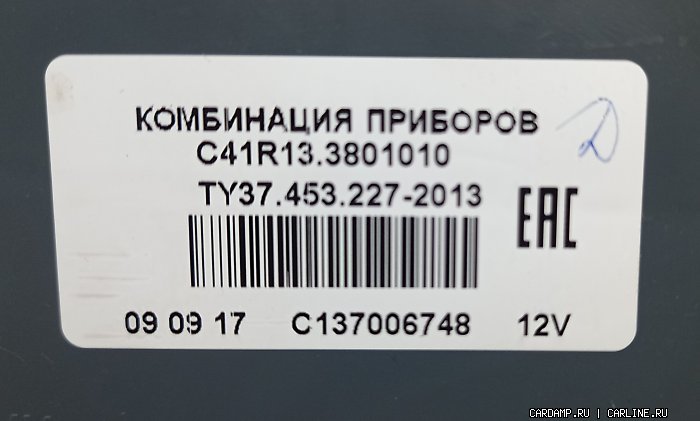 КОМБИНАЦИЯ ПРИБОРОВ
C41R13.3801010
ТУ37.453.227-2013
EAC
09 09 17 C137006748 12V
CARDAMP.RU | CARLINE.RU